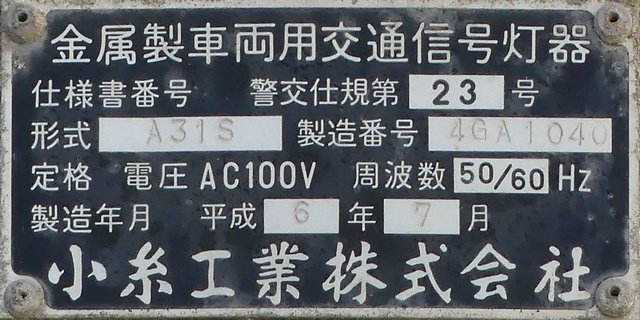 金属製車両用交通信号灯器
仕様書番号 警交仕規第 23 号
形式 A31S 製造番号 4GA1040
定格 電圧 AC100V 周波数 50/60 Hz
製造年月 平成 6 年 7 月
小糸工業株式会社